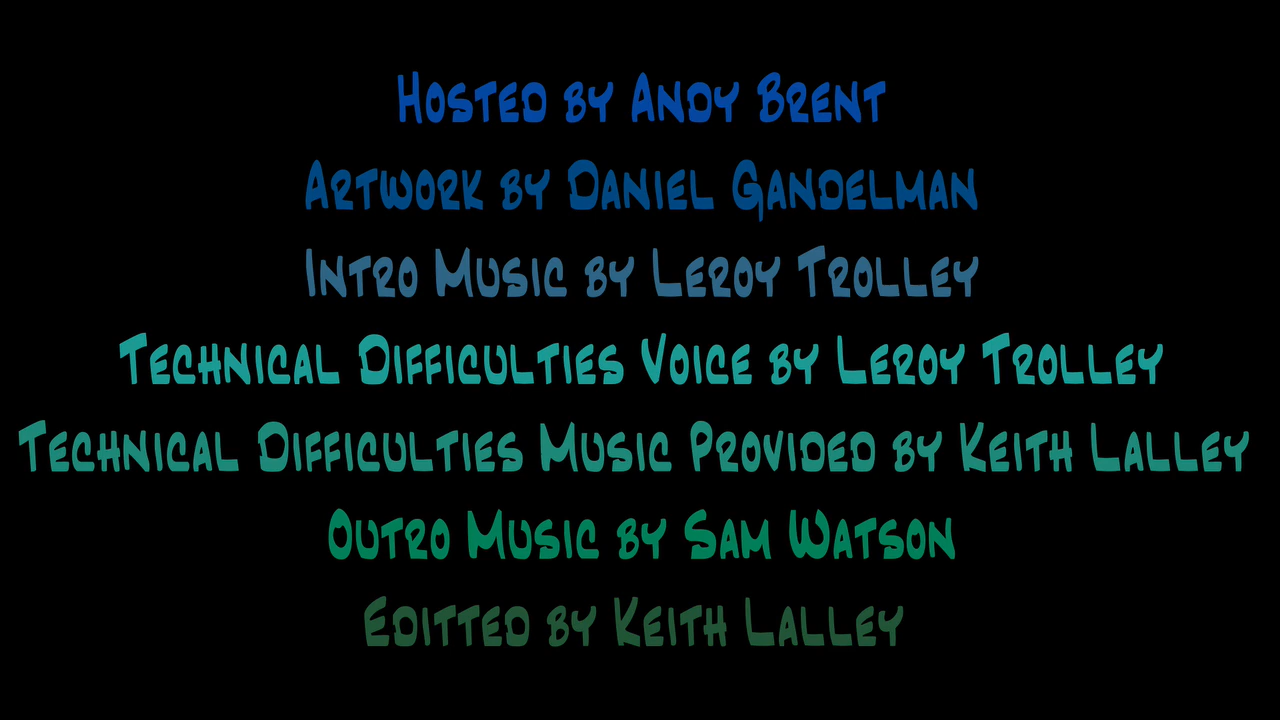 Hosted by Andy Brent
Artwork by Daniel Gandelman
Intro Music by Leroy Trolley
Technical Difficulties Voice by Leroy Trolley
Technical Difficulties Music Provided by Keith Lalley
Outro Music by Sam Watson
Editted by Keith Lalley